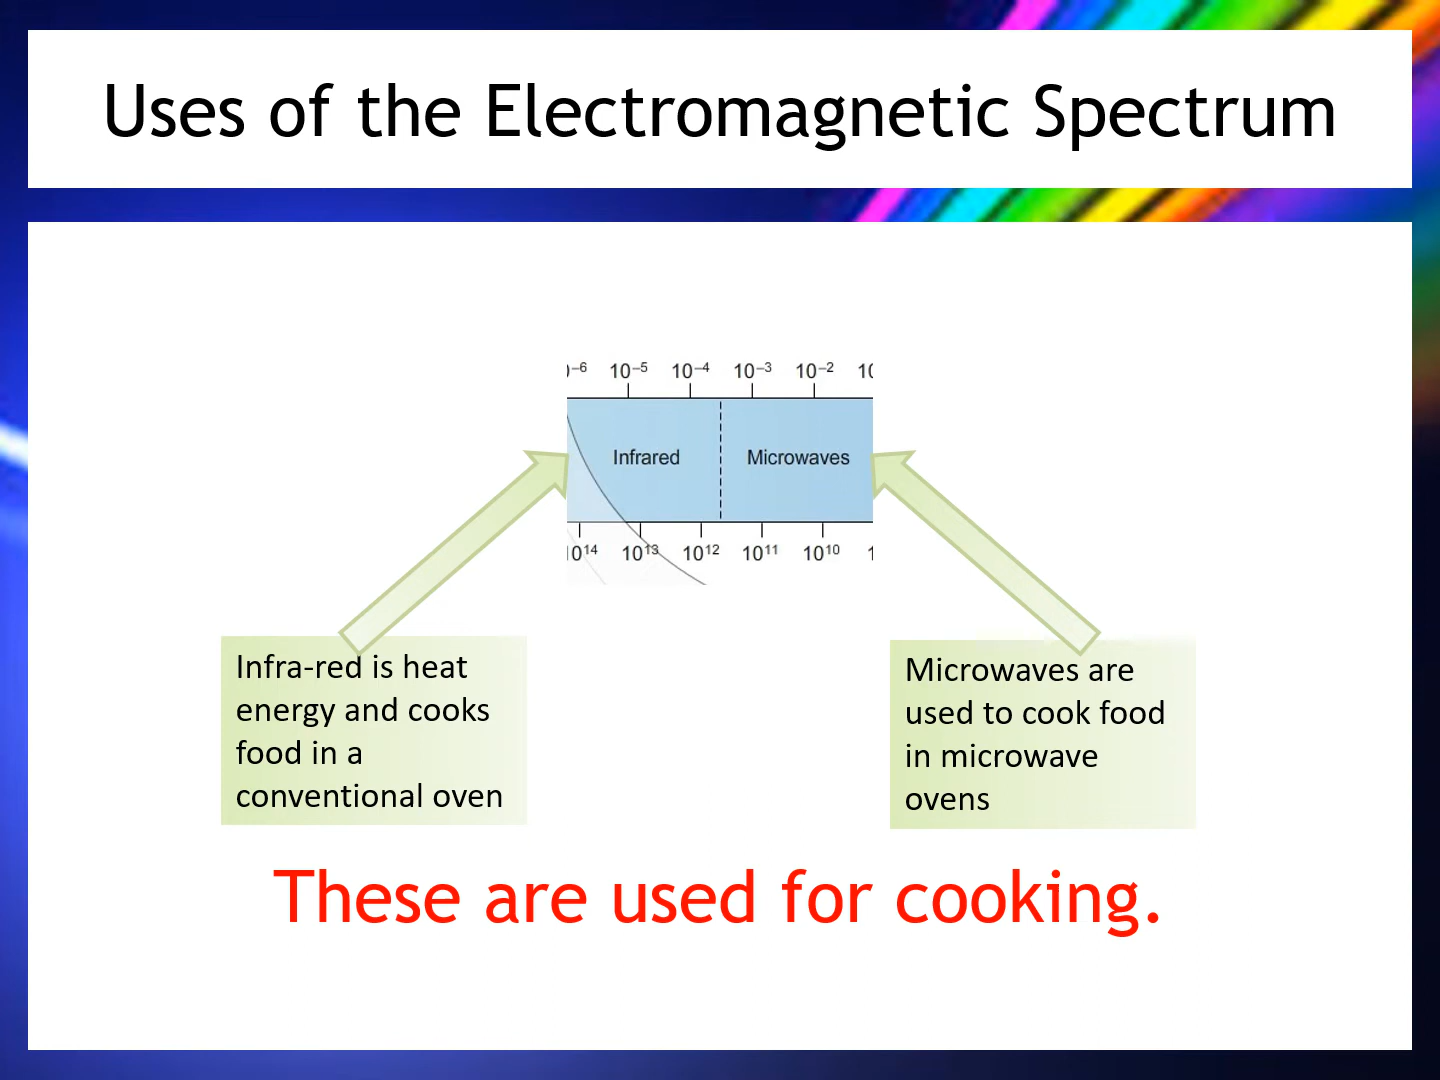 Uses of the Electromagnetic Spectrum
10⁻⁵ 10⁻⁴ 10⁻³ 10⁻²
Infrared Microwaves
10¹³ 10¹² 10¹¹ 10¹⁰
Infra-red is heat
energy and cooks
food in a
conventional oven
Microwaves are
used to cook food
in microwave
ovens
These are used for cooking.